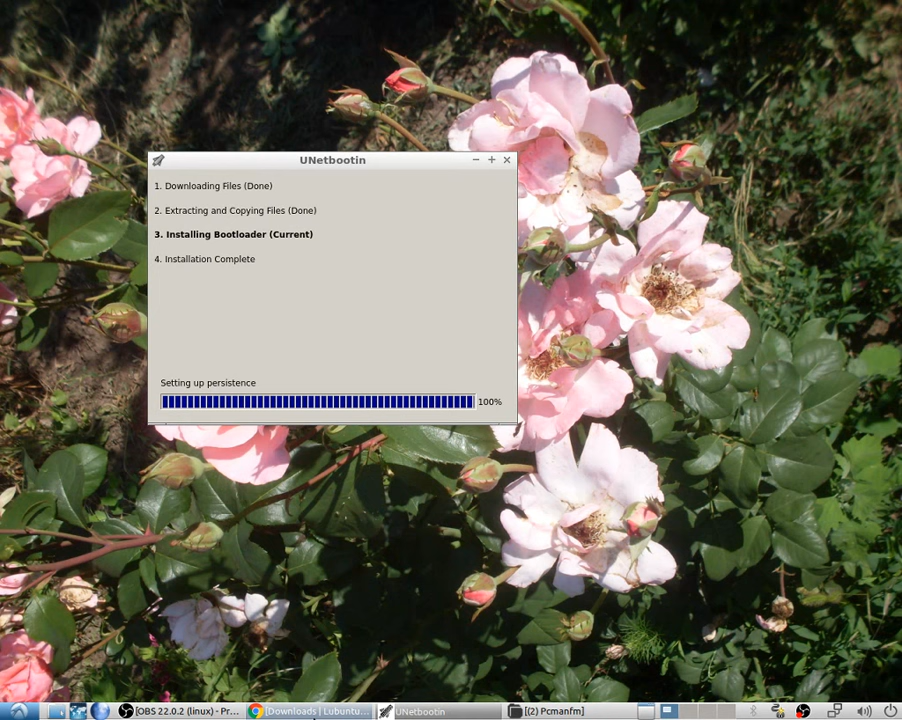 UNetbootin
1. Downloading Files (Done)
2. Extracting and Copying Files (Done)
3. Installing Bootloader (Current)
4. Installation Complete
Setting up persistence
100%
[OBS 22.0.2 (linux) - Pr...
[Downloads | Lubuntu...
UNetbootin
[(2) Pcmanfm]